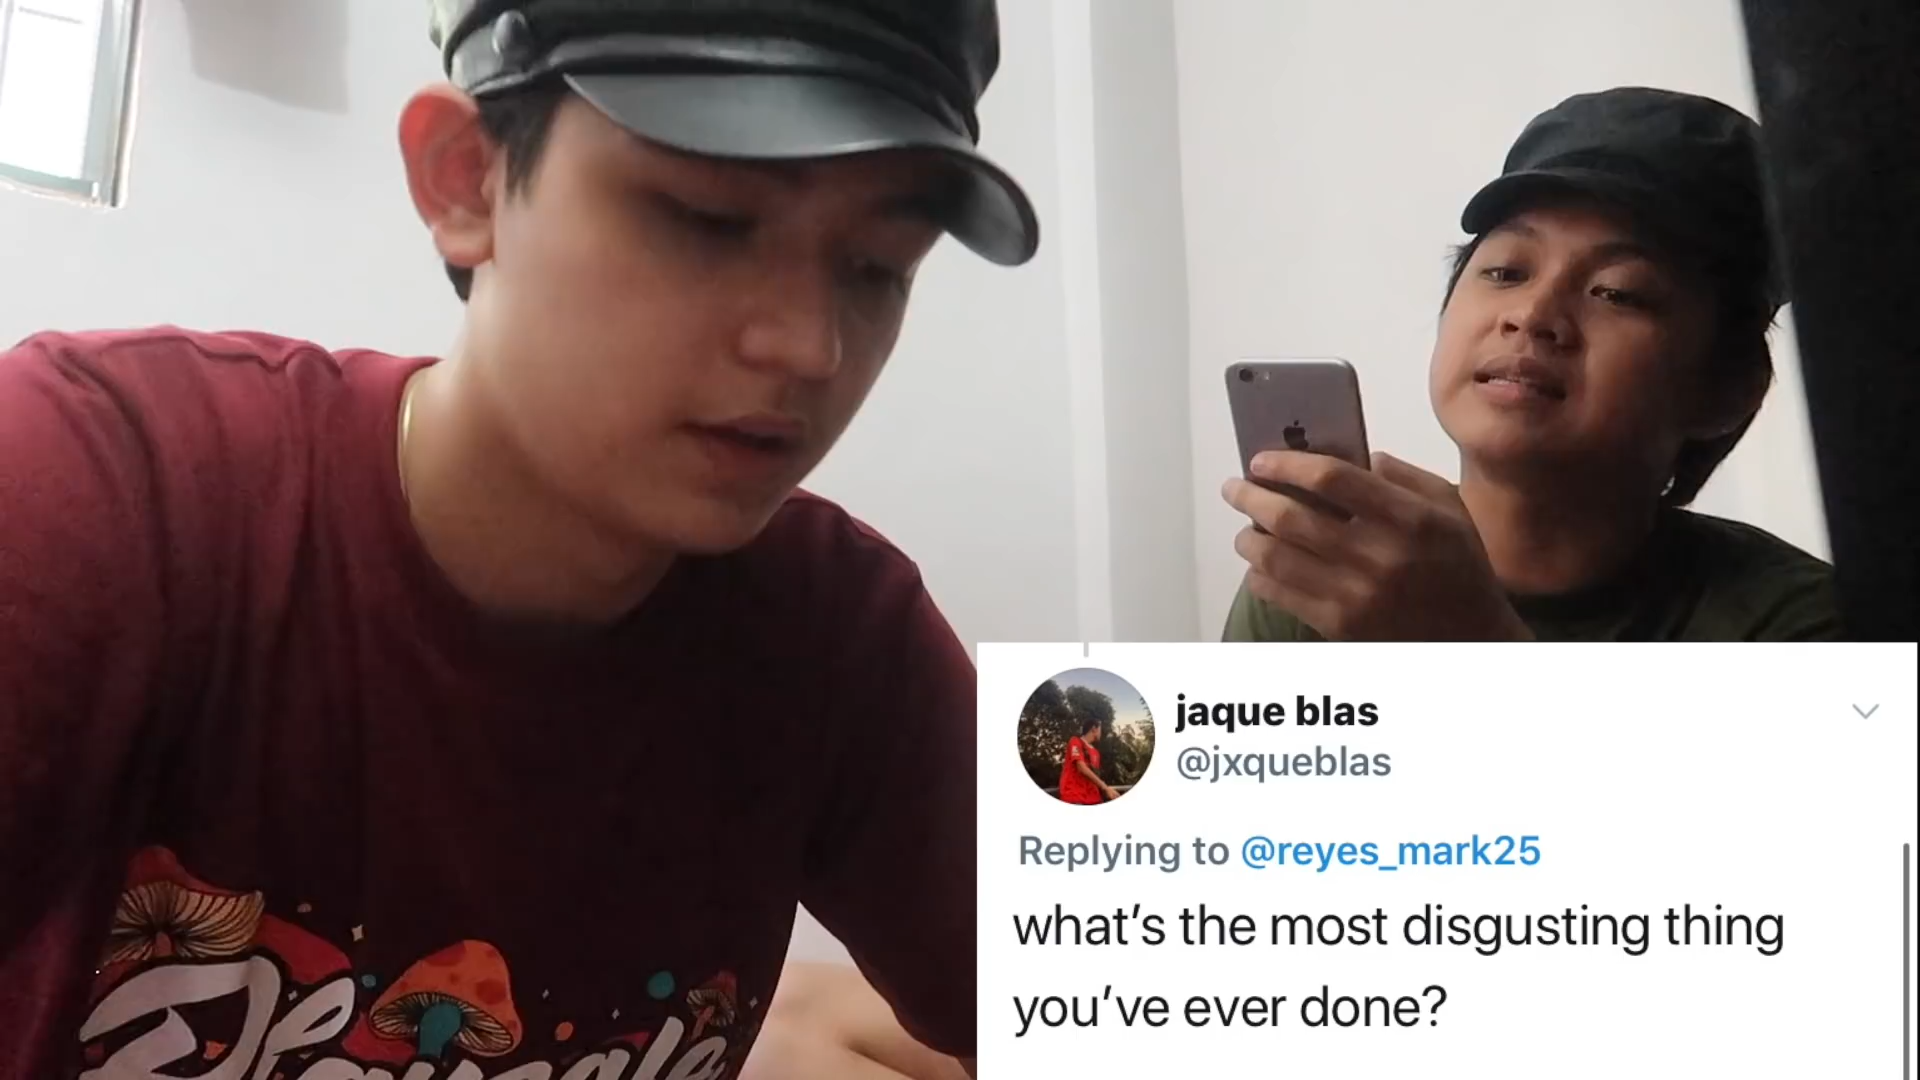 jaque blas
@jxqueblas
Replying to @reyes_mark25
what's the most disgusting thing
you've ever done?